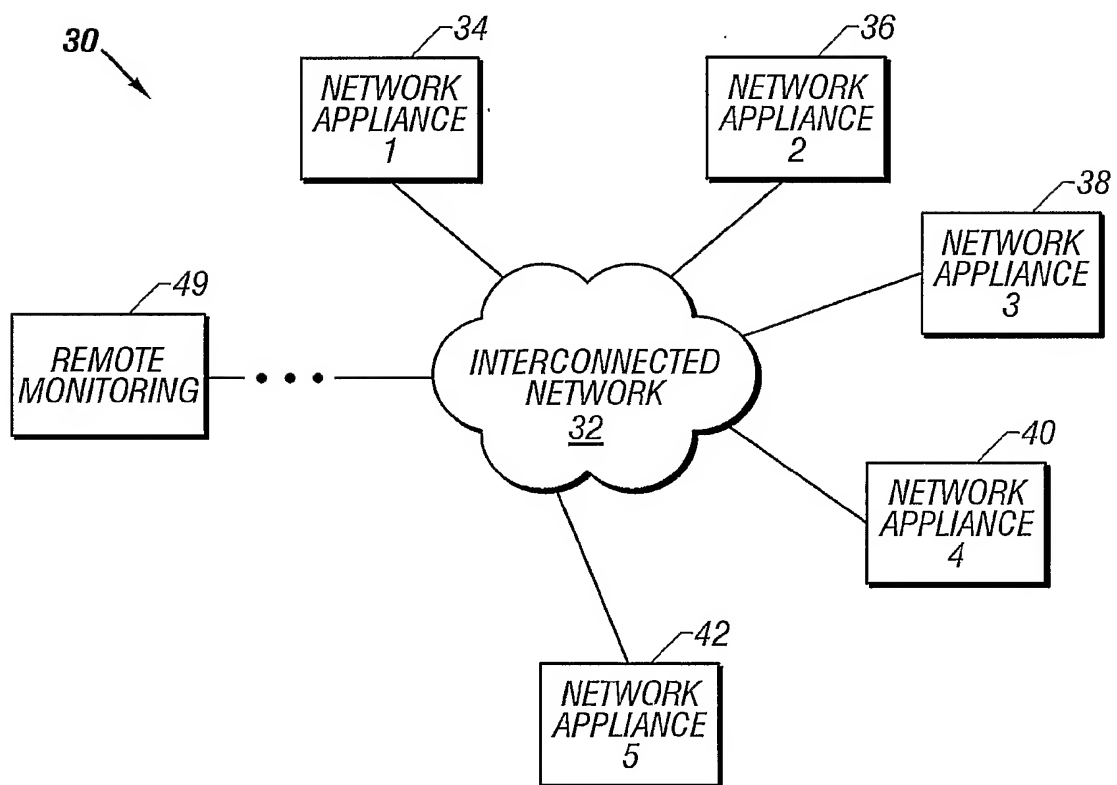 30
34
NETWORK
APPLIANCE
1
36
NETWORK
APPLIANCE
2
38
NETWORK
APPLIANCE
3
49
REMOTE
MONITORING
INTERCONNECTED
NETWORK
32
40
NETWORK
APPLIANCE
4
42
NETWORK
APPLIANCE
5